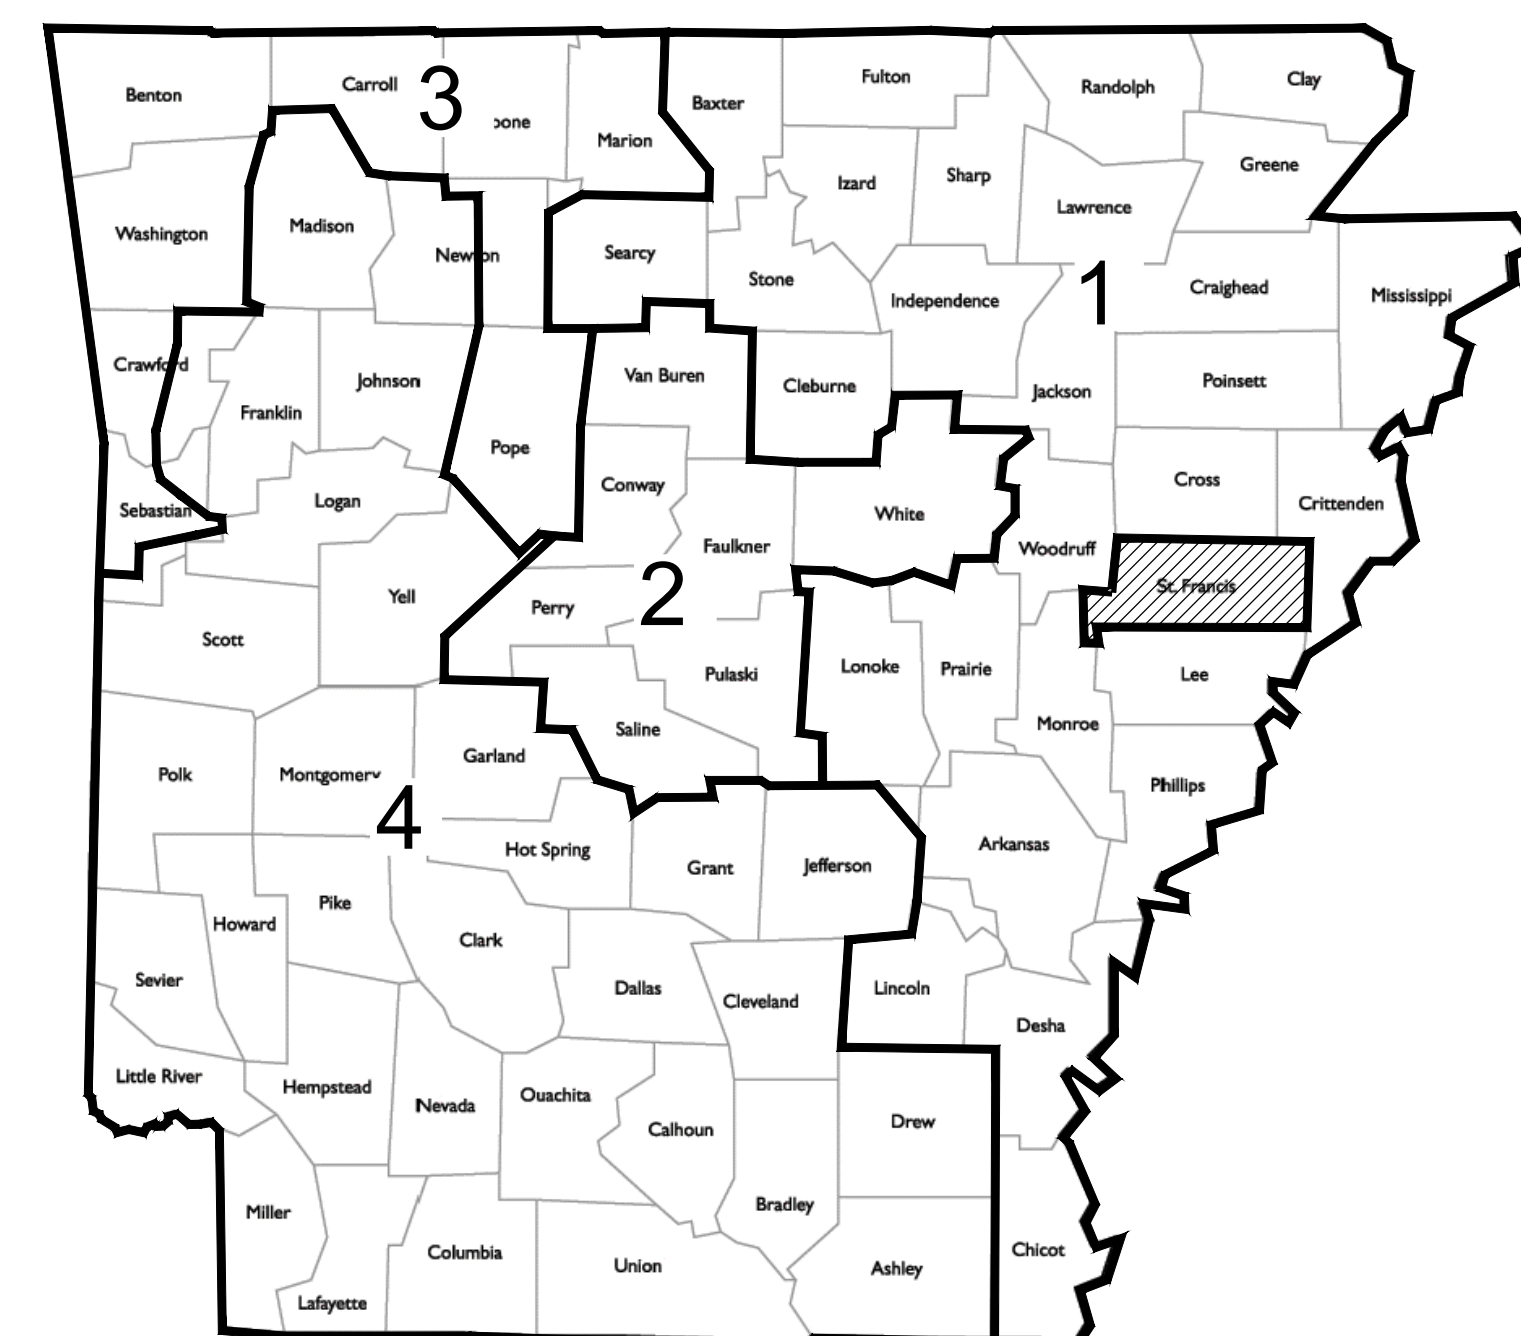 Benton
Carroll
3
Marion
Baxter
Fulton
Randolph
Clay
Greene
Izard
Sharp
Lawrence
Washington
Madison
Newton
Searcy
Stone
Independence
1
Craighead
Mississippi
Crawford
Franklin
Johnson
Pope
Van Buren
Cleburne
Jackson
Poinsett
Sebastian
Logan
Conway
Faulkner
White
Cross
Crittenden
Woodruff
St. Francis
Scott
Yell
Perry
2
Pulaski
Lonoke
Prairie
Lee
Monroe
Saline
Polk
Montgomery
Garland
4
Phillips
Hot Spring
Grant
Jefferson
Arkansas
Howard
Pike
Clark
Sevier
Dallas
Cleveland
Lincoln
Desha
Little River
Hempstead
Nevada
Ouachita
Calhoun
Drew
Miller
Bradley
Columbia
Union
Ashley
Chicot
Lafayette